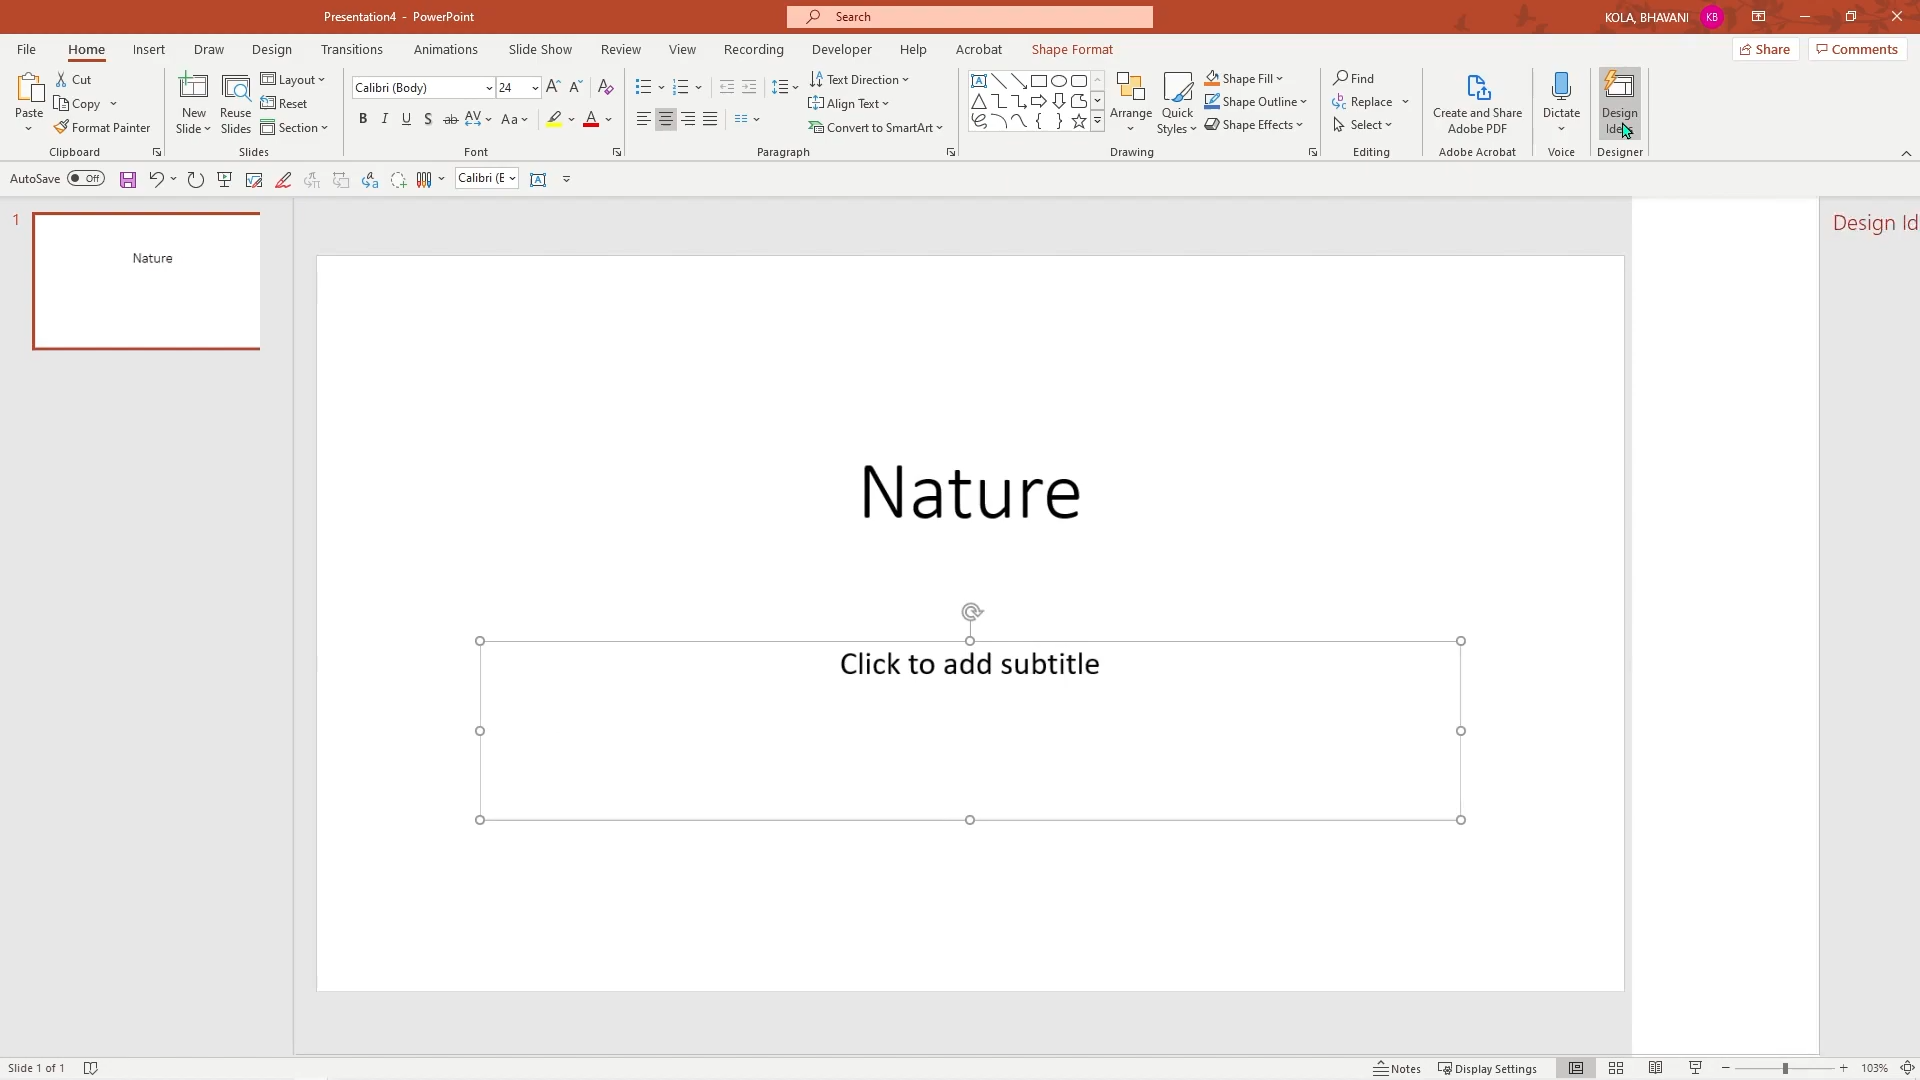 Presentation4 - PowerPoint
Search
KOLA, BHAVANI KB
File Home Insert Draw Design Transitions Animations Slide Show Review View Recording Developer Help Acrobat Shape Format Share Comments
Paste
Cut
Copy
Format Painter
Clipboard
New Slide
Reuse Slides
Layout
Reset
Section
Slides
Calibri (Body) 24
B I U S ab AV Aa A
Font
Text Direction
Align Text
Convert to SmartArt
Paragraph
Arrange
Quick Styles
Shape Fill
Shape Outline
Shape Effects
Drawing
Find
Replace
Select
Editing
Create and Share
Adobe PDF
Adobe Acrobat
Dictate
Voice
Design
Designer
AutoSave Off
Calibri (E
1
Nature
Design Id
Nature
Click to add subtitle
Slide 1 of 1
Notes
Display Settings
103%